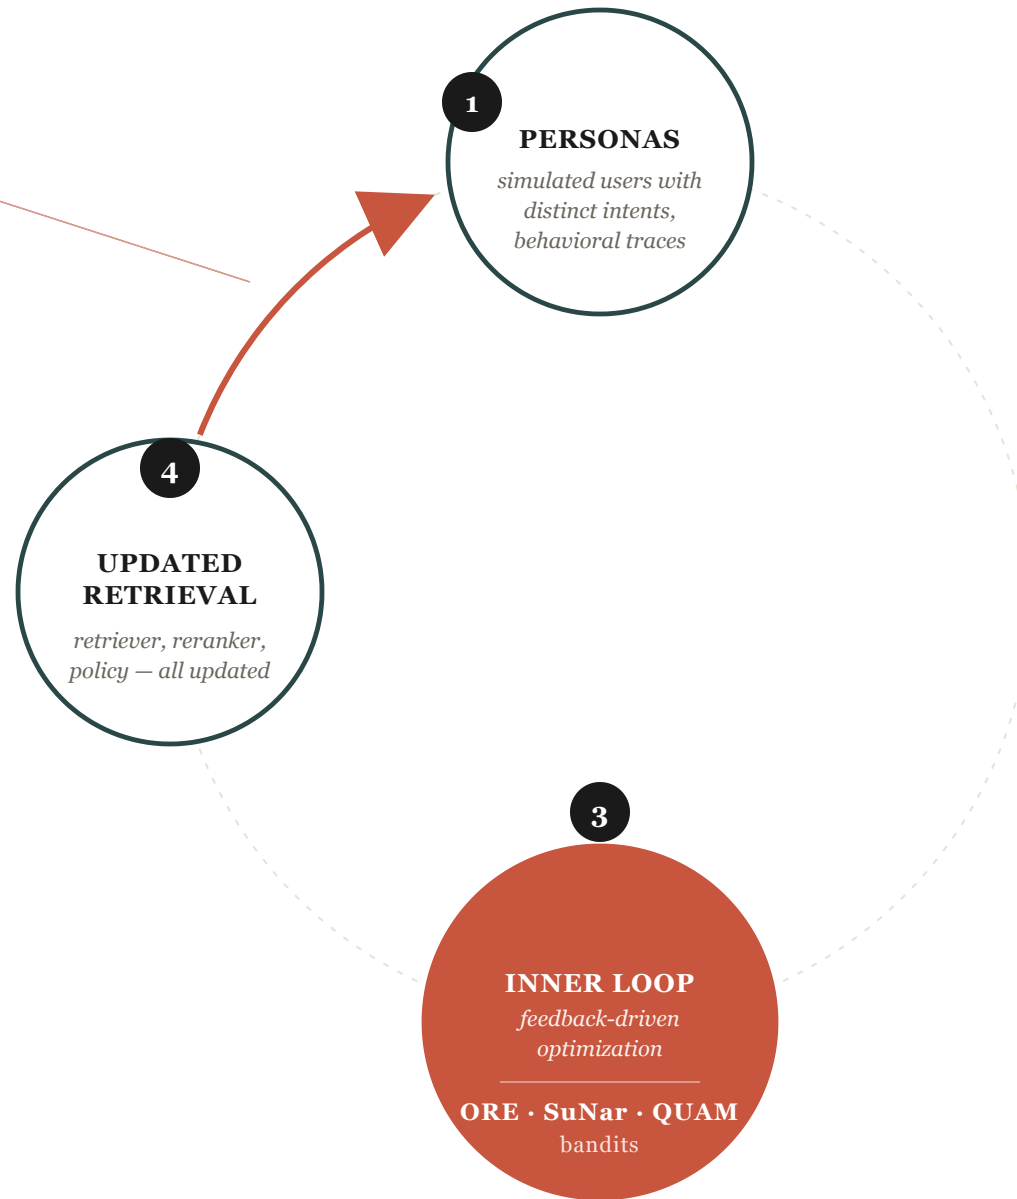 1
PERSONAS
simulated users with
distinct intents,
behavioral traces
4
UPDATED
RETRIEVAL
retriever, reranker,
policy — all updated
3
INNER LOOP
feedback-driven
optimization
ORE · SuNar · QUAM
bandits